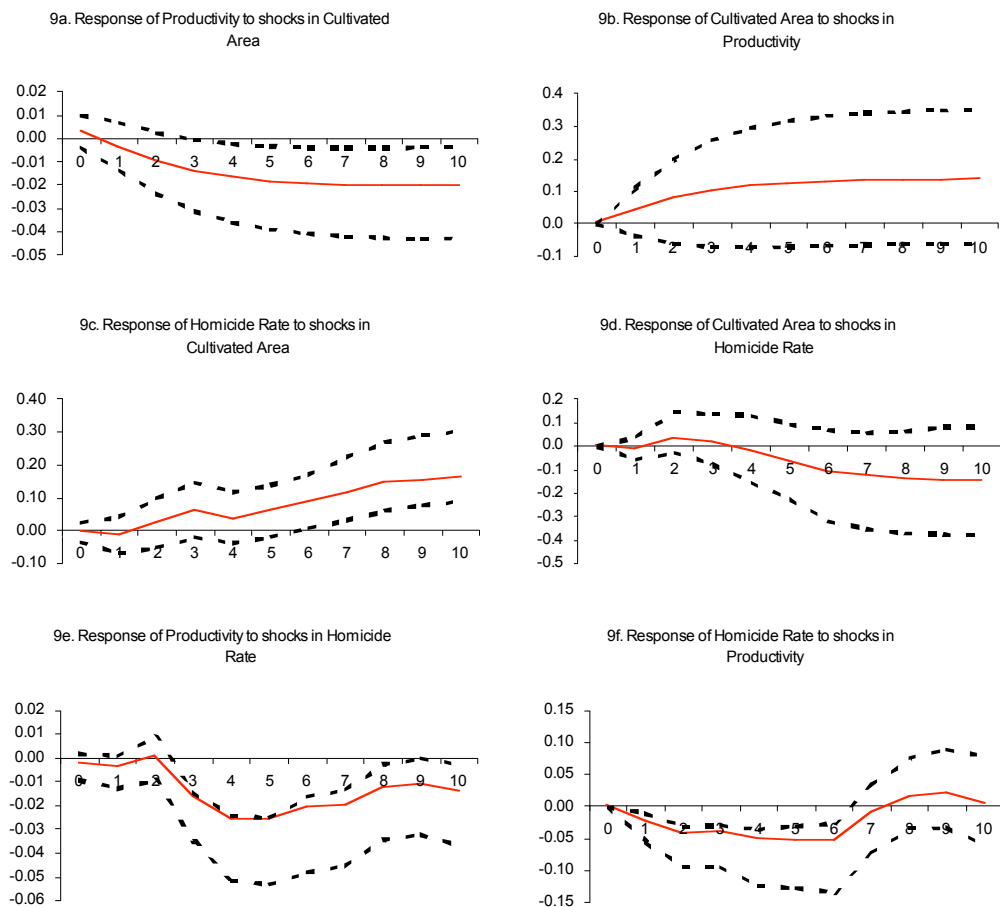 9a. Response of Productivity to shocks in Cultivated
Area
0.02
0.01
0.00
-0.01
-0.02
-0.03
-0.04
-0.05
0 1 2 3 4 5 6 7 8 9 10
9b. Response of Cultivated Area to shocks in
Productivity
0.4
0.3
0.2
0.1
0.0
-0.1
0 1 2 3 4 5 6 7 8 9 10
9c. Response of Homicide Rate to shocks in
Cultivated Area
0.40
0.30
0.20
0.10
0.00
-0.10
0 1 2 3 4 5 6 7 8 9 10
9d. Response of Cultivated Area to shocks in
Homicide Rate
0.2
0.1
0.0
-0.1
-0.2
-0.3
-0.4
-0.5
0 1 2 3 4 5 6 7 8 9 10
9e. Response of Productivity to shocks in Homicide
Rate
0.02
0.01
0.00
-0.01
-0.02
-0.03
-0.04
-0.05
-0.06
0 1 2 3 4 5 6 7 8 9 10
9f. Response of Homicide Rate to shocks in
Productivity
0.15
0.10
0.05
0.00
-0.05
-0.10
-0.15
0 1 2 3 4 5 6 7 8 9 10